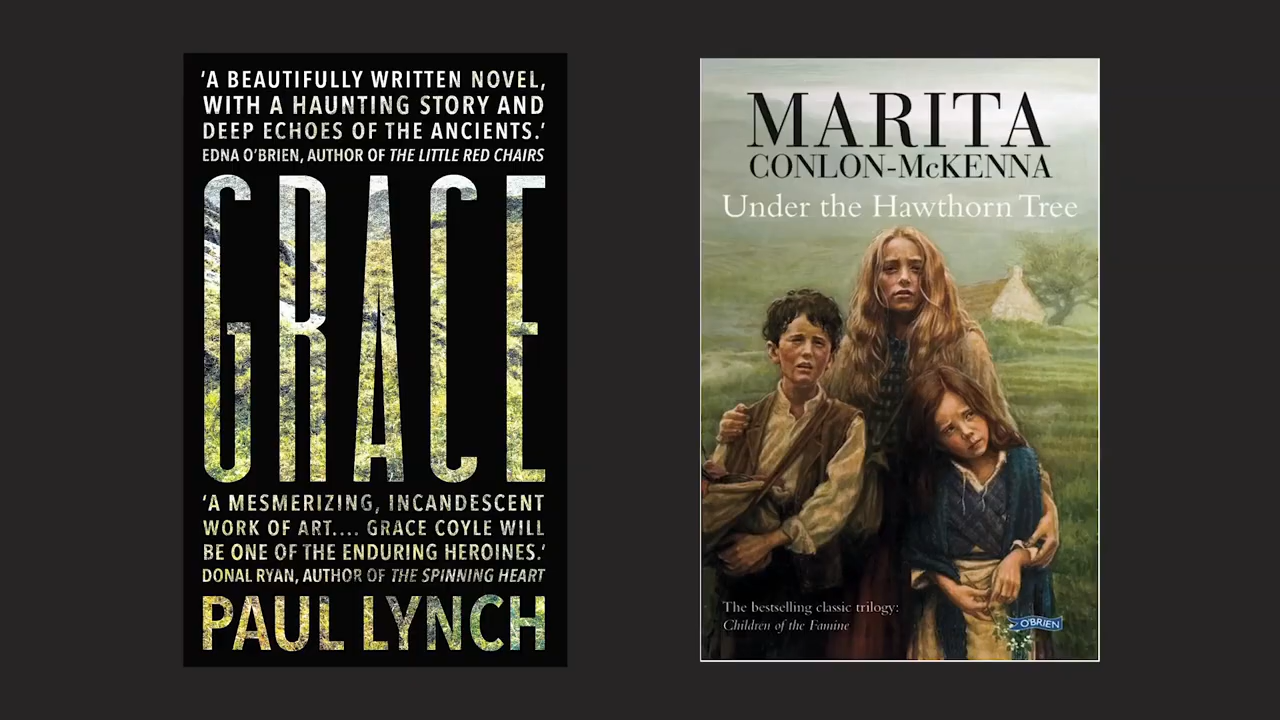 ‘A BEAUTIFULLY WRITTEN NOVEL,
WITH A HAUNTING STORY AND
DEEP ECHOES OF THE ANCIENTS.’
EDNA O’BRIEN, AUTHOR OF THE LITTLE RED CHAIRS
GRACE
‘A MESMERIZING, INCANDESCENT
WORK OF ART.... GRACE COYLE WILL
BE ONE OF THE ENDURING HEROINES.’
DONAL RYAN, AUTHOR OF THE SPINNING HEART
PAUL LYNCH
MARITA
CONLON-McKENNA
Under the Hawthorn Tree
The bestselling classic trilogy:
Children of the Famine
O'BRIEN